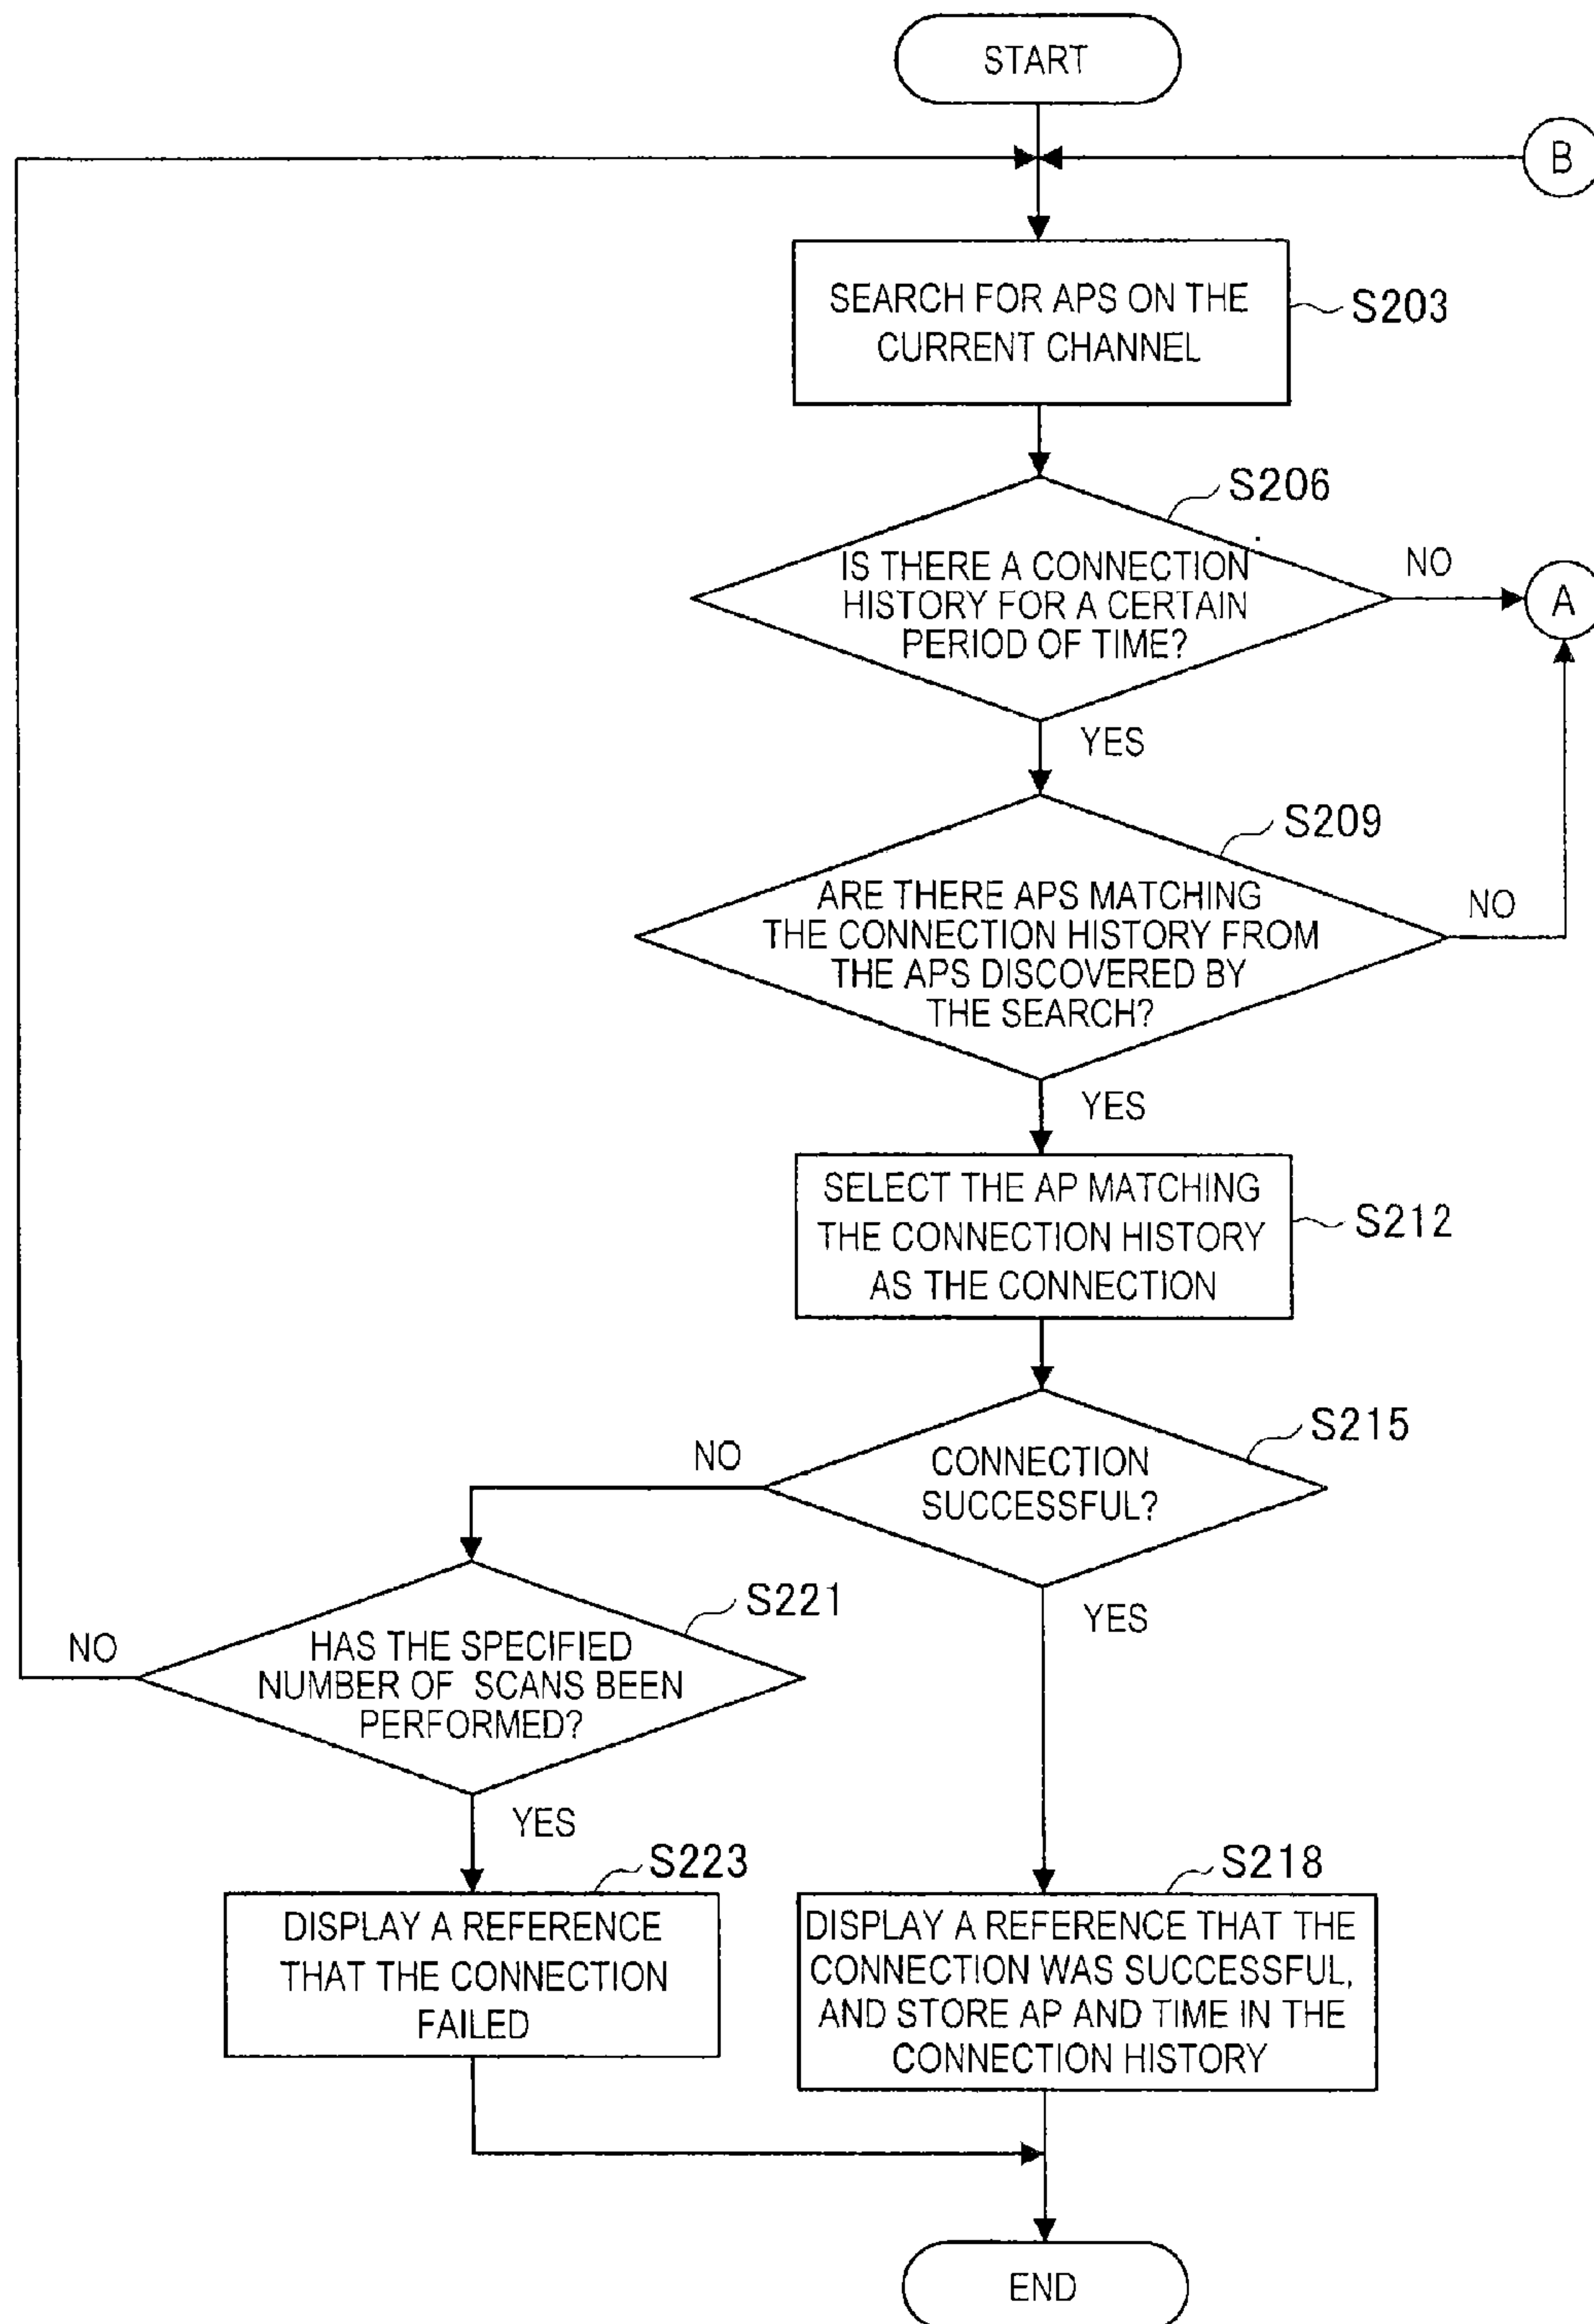 START
B
SEARCH FOR APS ON THE
CURRENT CHANNEL
S203
S206
IS THERE A CONNECTION
HISTORY FOR A CERTAIN
PERIOD OF TIME?
NO
A
YES
S209
ARE THERE APS MATCHING
THE CONNECTION HISTORY FROM
THE APS DISCOVERED BY
THE SEARCH?
NO
YES
SELECT THE AP MATCHING
THE CONNECTION HISTORY
AS THE CONNECTION
S212
S215
CONNECTION
SUCCESSFUL?
NO
YES
S221
HAS THE SPECIFIED
NUMBER OF SCANS BEEN
PERFORMED?
NO
YES
S223
DISPLAY A REFERENCE
THAT THE CONNECTION
FAILED
S218
DISPLAY A REFERENCE THAT THE
CONNECTION WAS SUCCESSFUL,
AND STORE AP AND TIME IN THE
CONNECTION HISTORY
END